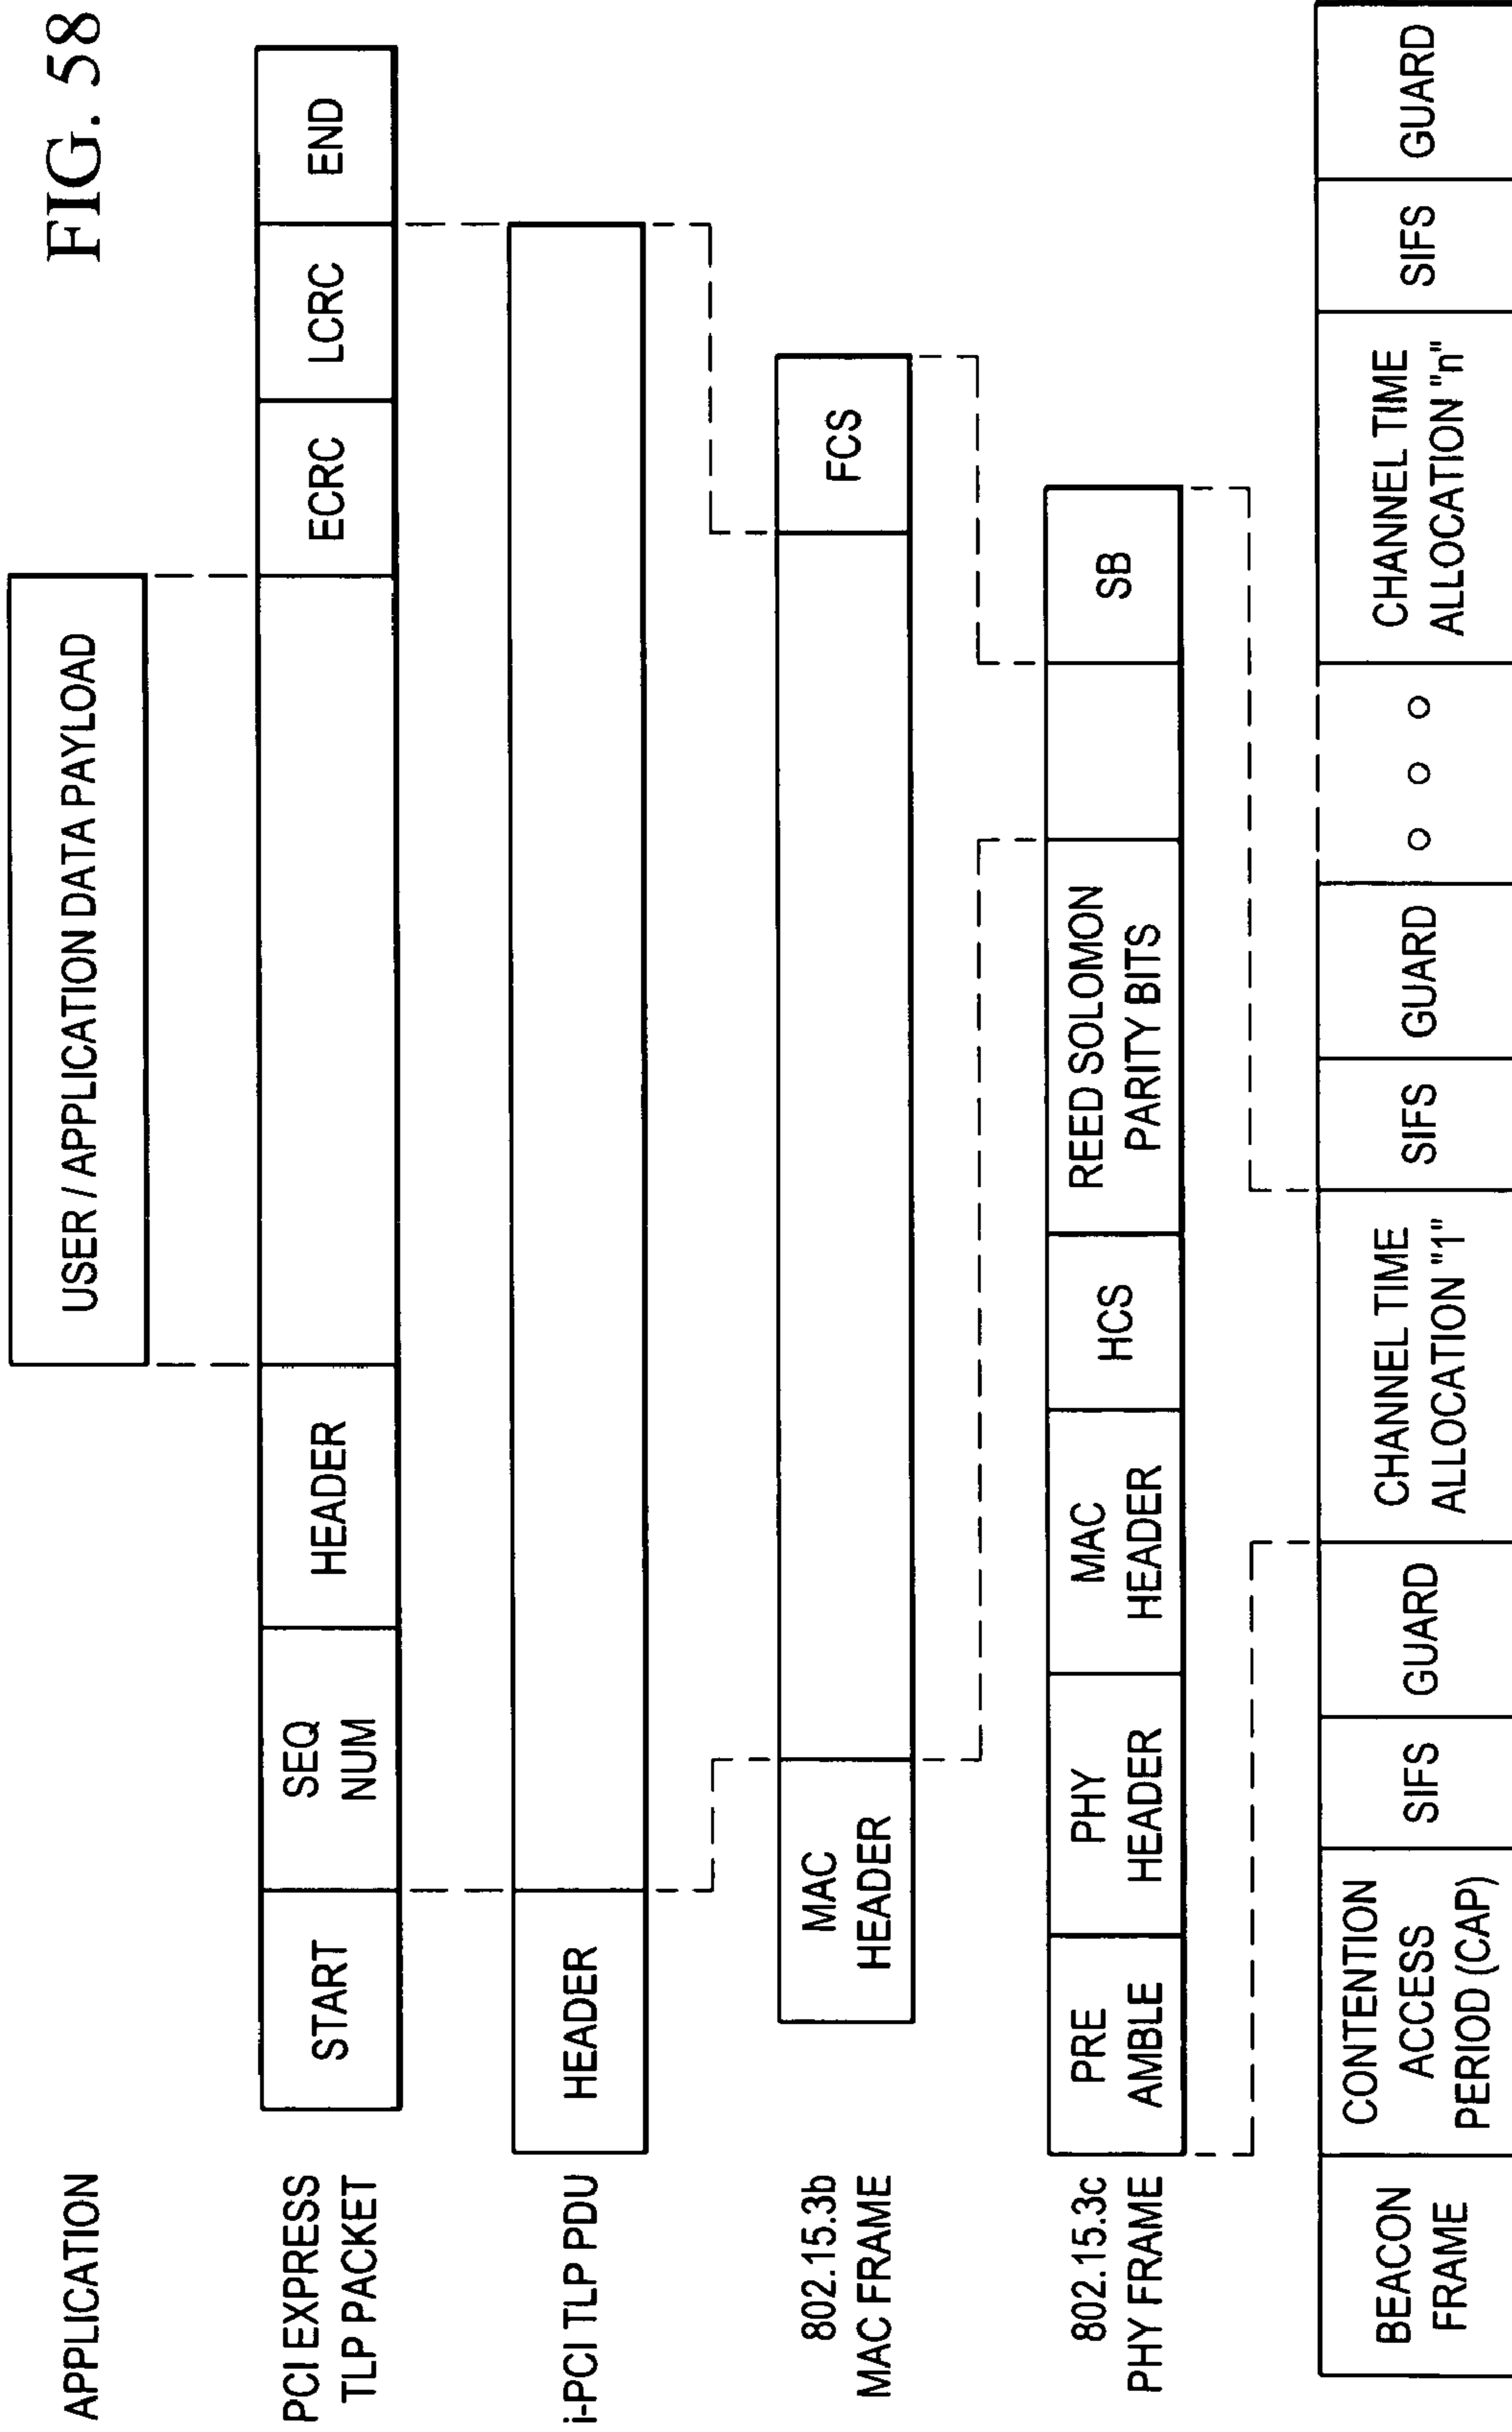 FIG. 58
APPLICATION
USER / APPLICATION DATA PAYLOAD
PCI EXPRESS
TLP PACKET
START
SEQ
NUM
HEADER
ECRC
LCRC
END
i-PCI TLP PDU
HEADER
802.15.3b
MAC FRAME
MAC
HEADER
FCS
802.15.3c
PHY FRAME
PRE
AMBLE
PHY
HEADER
MAC
HEADER
HCS
REED SOLOMON
PARITY BITS
SB
BEACON
FRAME
CONTENTION
ACCESS
PERIOD (CAP)
SIFS
GUARD
CHANNEL TIME
ALLOCATION "1"
SIFS
GUARD
CHANNEL TIME
ALLOCATION "n"
SIFS
GUARD